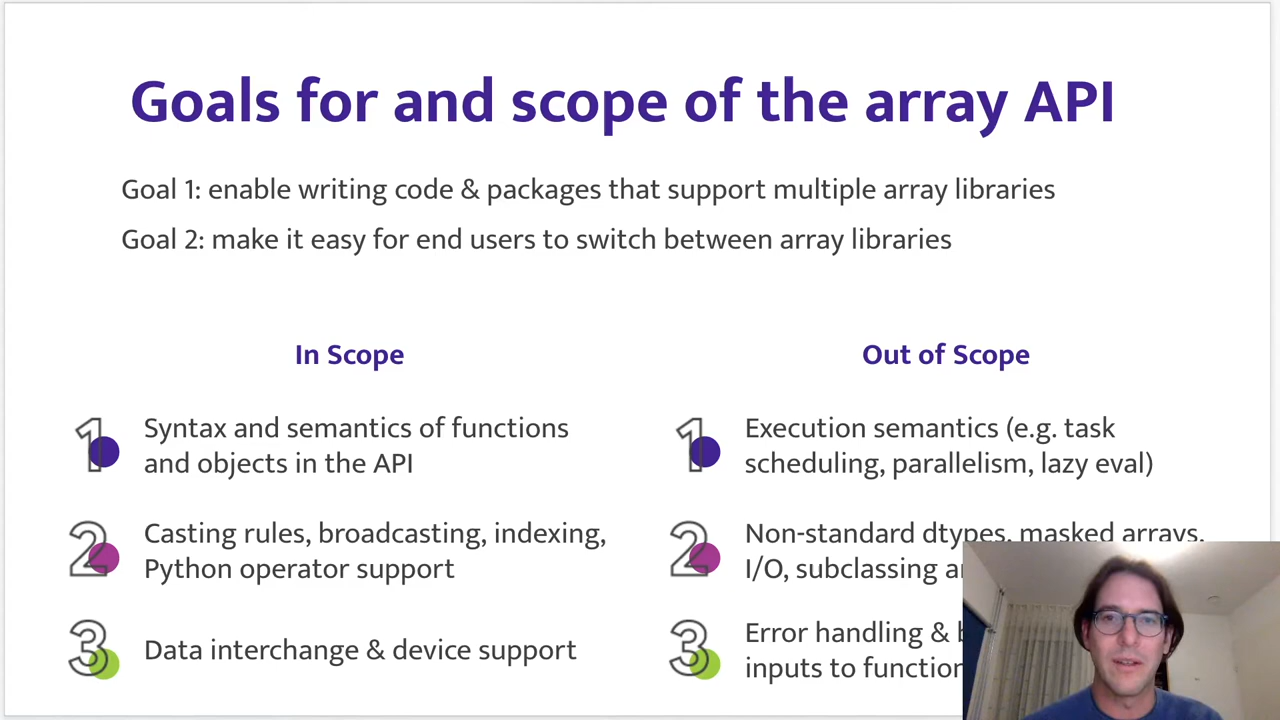 Goals for and scope of the array API
Goal 1: enable writing code & packages that support multiple array libraries
Goal 2: make it easy for end users to switch between array libraries
In Scope
1 Syntax and semantics of functions
and objects in the API
2 Casting rules, broadcasting, indexing,
Python operator support
3 Data interchange & device support
Out of Scope
1 Execution semantics (e.g. task
scheduling, parallelism, lazy eval)
2 Non-standard dtypes, masked arrays,
I/O, subclassing
3 Error handling &
inputs to